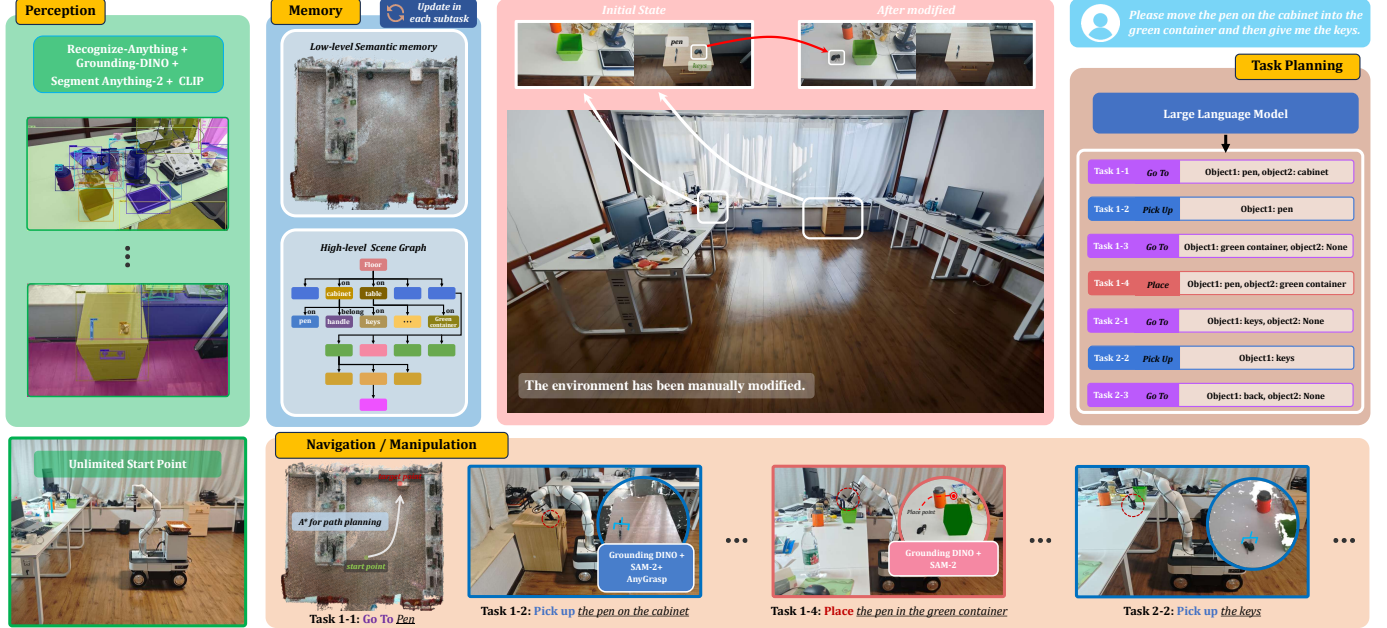 Perception
Recognize-Anything +
Grounding-DINO +
Segment Anything-2 + CLIP
Memory
Update in
each subtask
Low-level Semantic memory
High-level Scene Graph
Floor
on
on
cabinet
table
on
belong
on
on
pen
handle
keys
...
Green
container
Initial State
After modified
pen
keys
The environment has been manually modified.
Please move the pen on the cabinet into the
green container and then give me the keys.
Task Planning
Large Language Model
Task 1-1 Go To Object1: pen, object2: cabinet
Task 1-2 Pick Up Object1: pen
Task 1-3 Go To Object1: green container, object2: None
Task 1-4 Place Object1: pen, object2: green container
Task 2-1 Go To Object1: keys, object2: None
Task 2-2 Pick Up Object1: keys
Task 2-3 Go To Object1: back, object2: None
Unlimited Start Point
Navigation / Manipulation
A* for path planning
start point
Task 1-1: Go To Pen
Grounding DINO +
SAM-2+
AnyGrasp
Task 1-2: Pick up the pen on the cabinet
...
Place point
Grounding DINO +
SAM-2
Task 1-4: Place the pen in the green container
...
Task 2-2: Pick up the keys
...